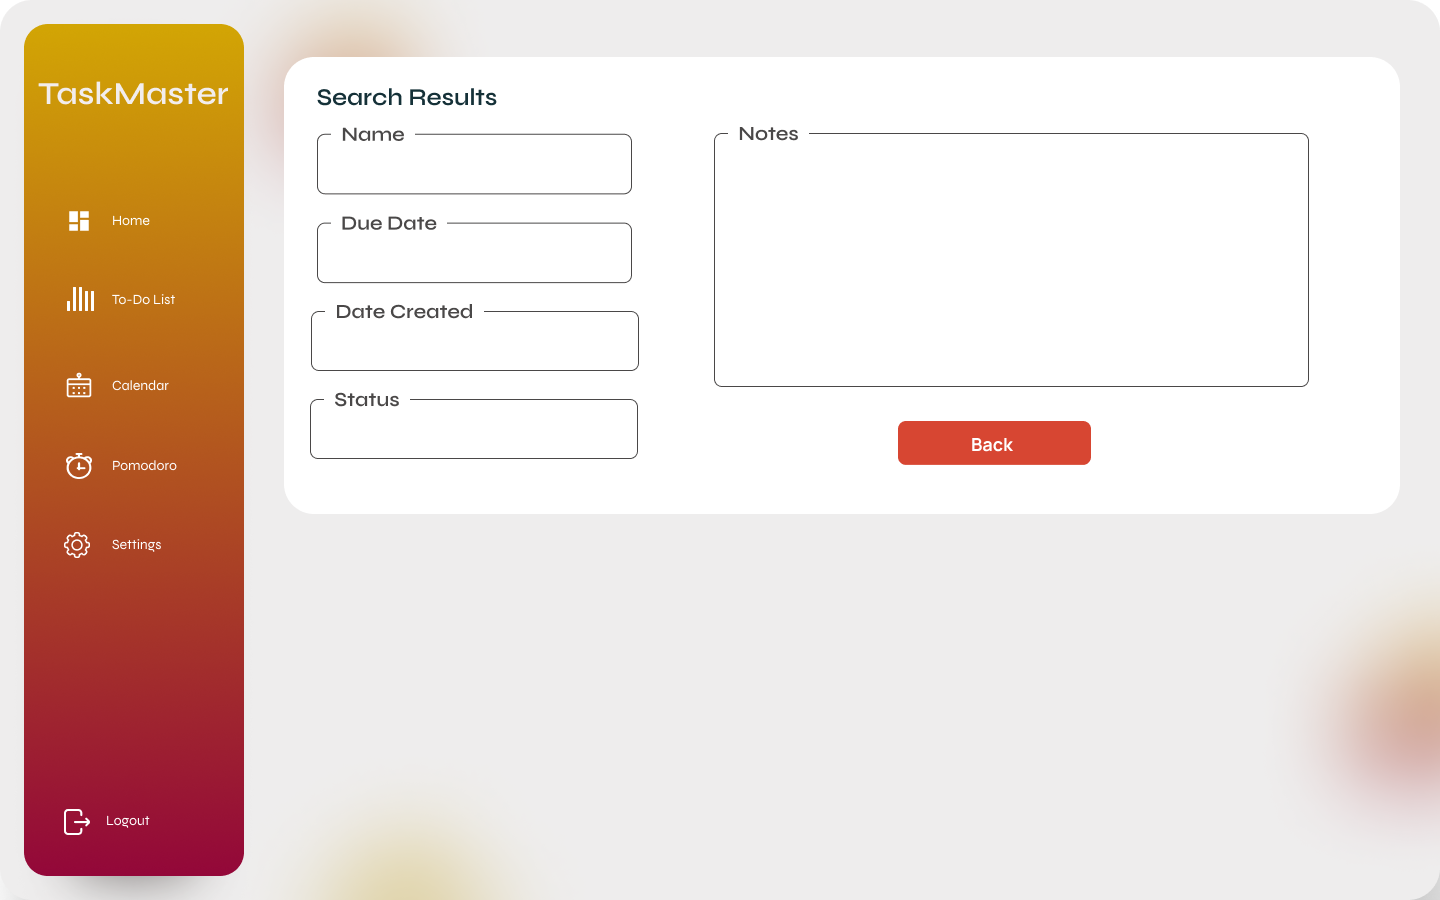 TaskMaster
Home
To-Do List
Calendar
Pomodoro
Settings
Logout
Search Results
Name
Due Date
Date Created
Status
Notes
Back